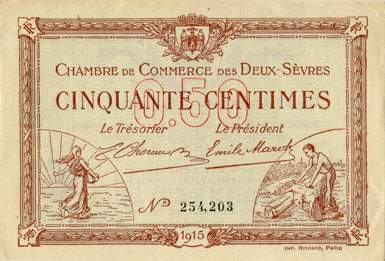 CHAMBRE DE COMMERCE DES DEUX-SÈVRES
0.50
CINQUANTE CENTIMES
Le Trésorier Le Président
Emile Marot
Nº 254,203
1915
IMP. RICHARD, PARIS